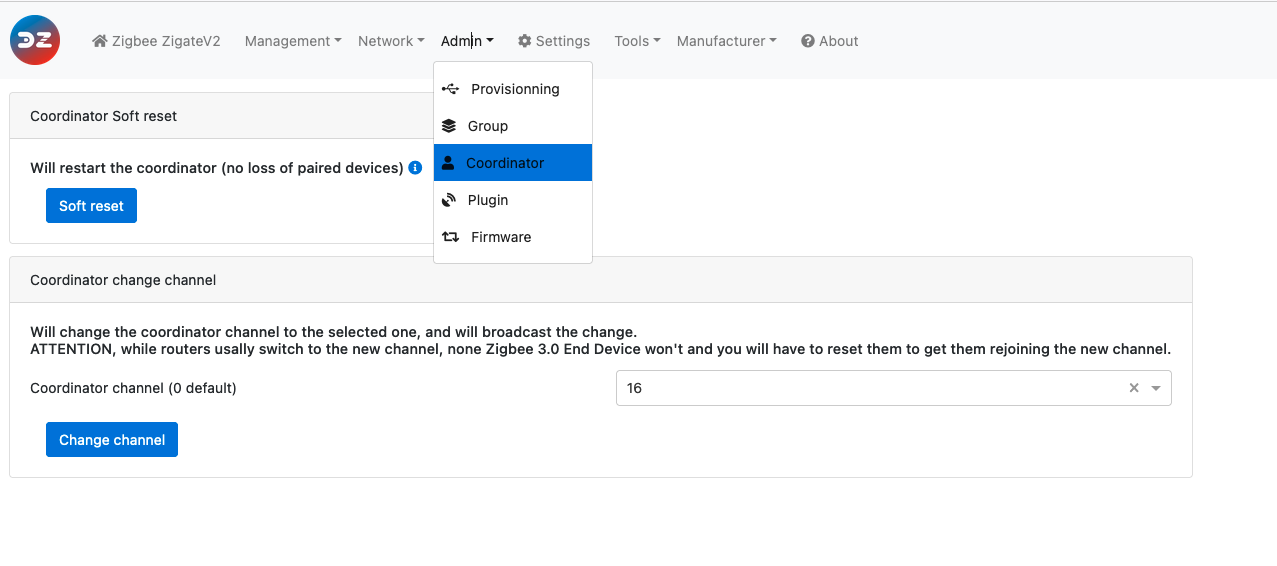 DZ
Zigbee ZigateV2 Management Network Admin Settings Tools Manufacturer About
Provisionning
Group
Coordinator
Plugin
Firmware
Coordinator Soft reset
Will restart the coordinator (no loss of paired devices)
Soft reset
Coordinator change channel
Will change the coordinator channel to the selected one, and will broadcast the change.
ATTENTION, while routers usally switch to the new channel, none Zigbee 3.0 End Device won't and you will have to reset them to get them rejoining the new channel.
Coordinator channel (0 default) 16
Change channel